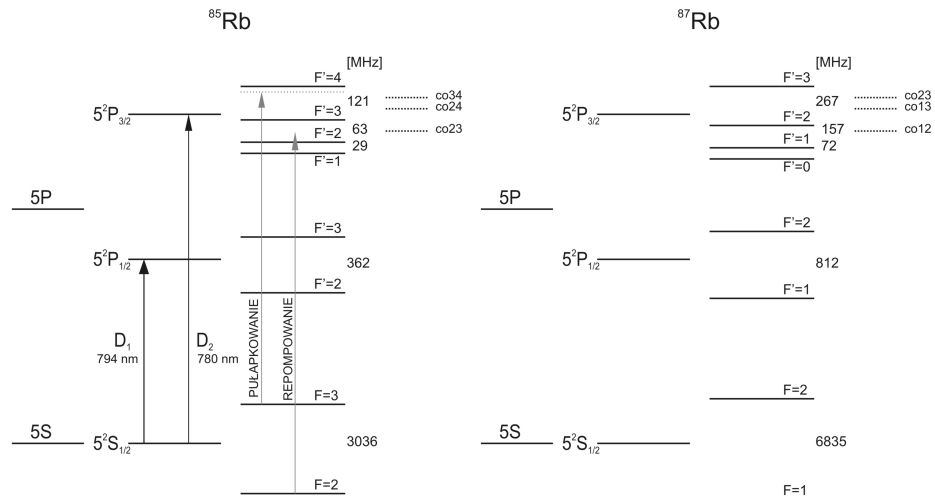 ⁸⁵Rb
[MHz]
F'=4
121
co34
co24
F'=3
5²P₃/₂
63
co23
F'=2
29
F'=1
5P
F'=3
5²P₁/₂
362
F'=2
D₁
794 nm
D₂
780 nm
PUŁAPKOWANIE
REPOMPOWANIE
F=3
5S
5²S₁/₂
3036
F=2
⁸⁷Rb
[MHz]
F'=3
267
co23
co13
5²P₃/₂
F'=2
157
co12
F'=1
72
F'=0
5P
F'=2
5²P₁/₂
812
F'=1
F=2
5S
5²S₁/₂
6835
F=1